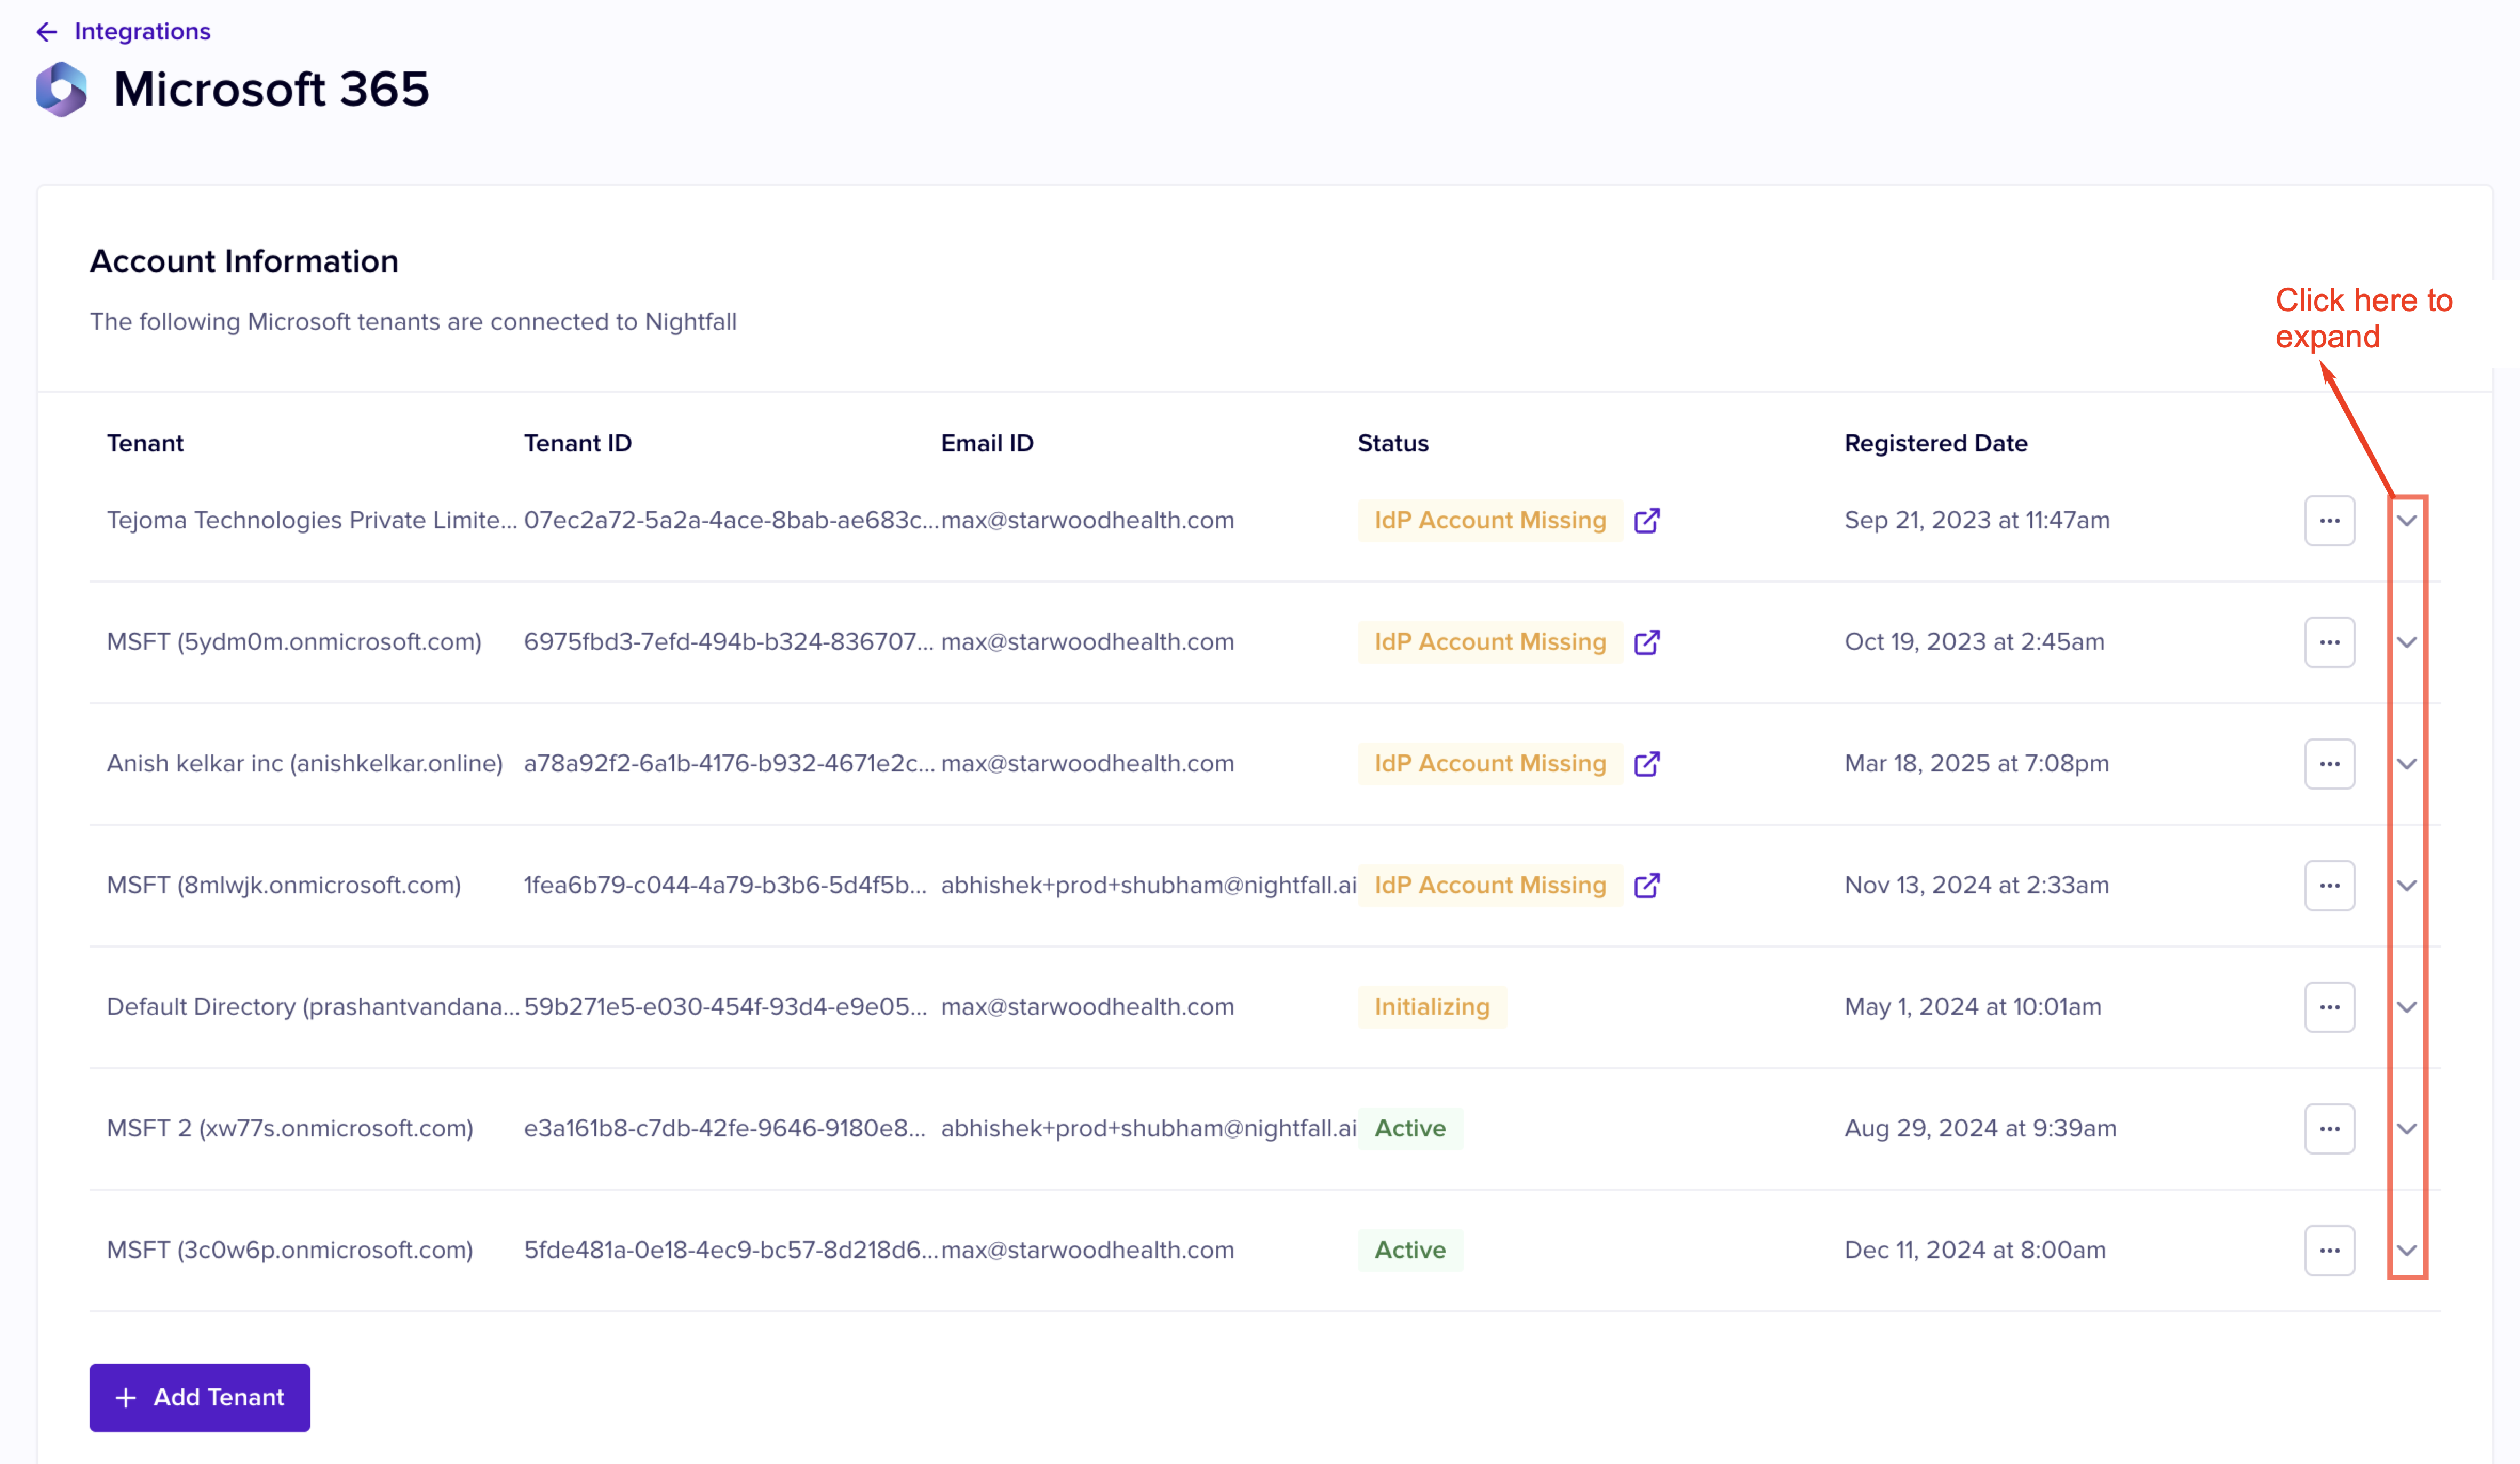 Integrations
Microsoft 365
Account Information
The following Microsoft tenants are connected to Nightfall
Click here to
expand
Tenant Tenant ID Email ID Status Registered Date
Tejoma Technologies Private Limite... 07ec2a72-5a2a-4ace-8bab-ae683c... max@starwoodhealth.com IdP Account Missing Sep 21, 2023 at 11:47am
MSFT (5ydm0m.onmicrosoft.com) 6975fbd3-7efd-494b-b324-836707... max@starwoodhealth.com IdP Account Missing Oct 19, 2023 at 2:45am
Anish kelkar inc (anishkelkar.online) a78a92f2-6a1b-4176-b932-4671e2c... max@starwoodhealth.com IdP Account Missing Mar 18, 2025 at 7:08pm
MSFT (8mlwjk.onmicrosoft.com) 1fea6b79-c044-4a79-b3b6-5d4f5b... abhishek+prod+shubham@nightfall.ai IdP Account Missing Nov 13, 2024 at 2:33am
Default Directory (prashantvandana... 59b271e5-e030-454f-93d4-e9e05... max@starwoodhealth.com Initializing May 1, 2024 at 10:01am
MSFT 2 (xw77s.onmicrosoft.com) e3a161b8-c7db-42fe-9646-9180e8... abhishek+prod+shubham@nightfall.ai Active Aug 29, 2024 at 9:39am
MSFT (3c0w6p.onmicrosoft.com) 5fde481a-0e18-4ec9-bc57-8d218d6... max@starwoodhealth.com Active Dec 11, 2024 at 8:00am
+ Add Tenant